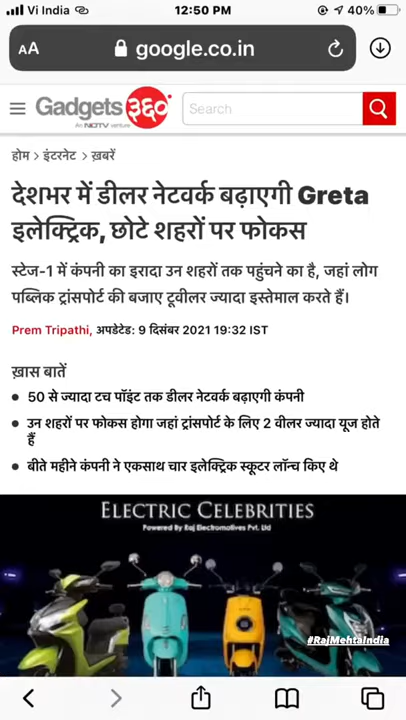 Vi India 12:50 PM 40%
AA google.co.in
Gadgets ३६०
An NDTV venture
Search
होम > इंटरनेट > ख़बरें
देशभर में डीलर नेटवर्क बढ़ाएगी Greta
इलेक्ट्रिक, छोटे शहरों पर फोकस
स्टेज-1 में कंपनी का इरादा उन शहरों तक पहुंचने का है, जहां लोग
पब्लिक ट्रांसपोर्ट की बजाए टूवीलर ज्यादा इस्तेमाल करते हैं।
Prem Tripathi, अपडेटेड: 9 दिसंबर 2021 19:32 IST
ख़ास बातें
50 से ज्यादा टच पॉइंट तक डीलर नेटवर्क बढ़ाएगी कंपनी
उन शहरों पर फोकस होगा जहां ट्रांसपोर्ट के लिए 2 वीलर ज्यादा यूज होते
हैं
बीते महीने कंपनी ने एकसाथ चार इलेक्ट्रिक स्कूटर लॉन्च किए थे
ELECTRIC CELEBRITIES
Powered By Raj Electromotives Pvt. Ltd
#RajMehtaIndia